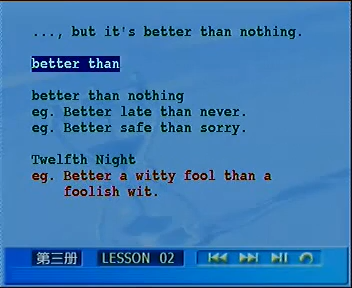 ..., but it's better than nothing.
better than
better than nothing
eg. Better late than never.
eg. Better safe than sorry.
Twelfth Night
eg. Better a witty fool than a
foolish wit.
第三册 LESSON 02